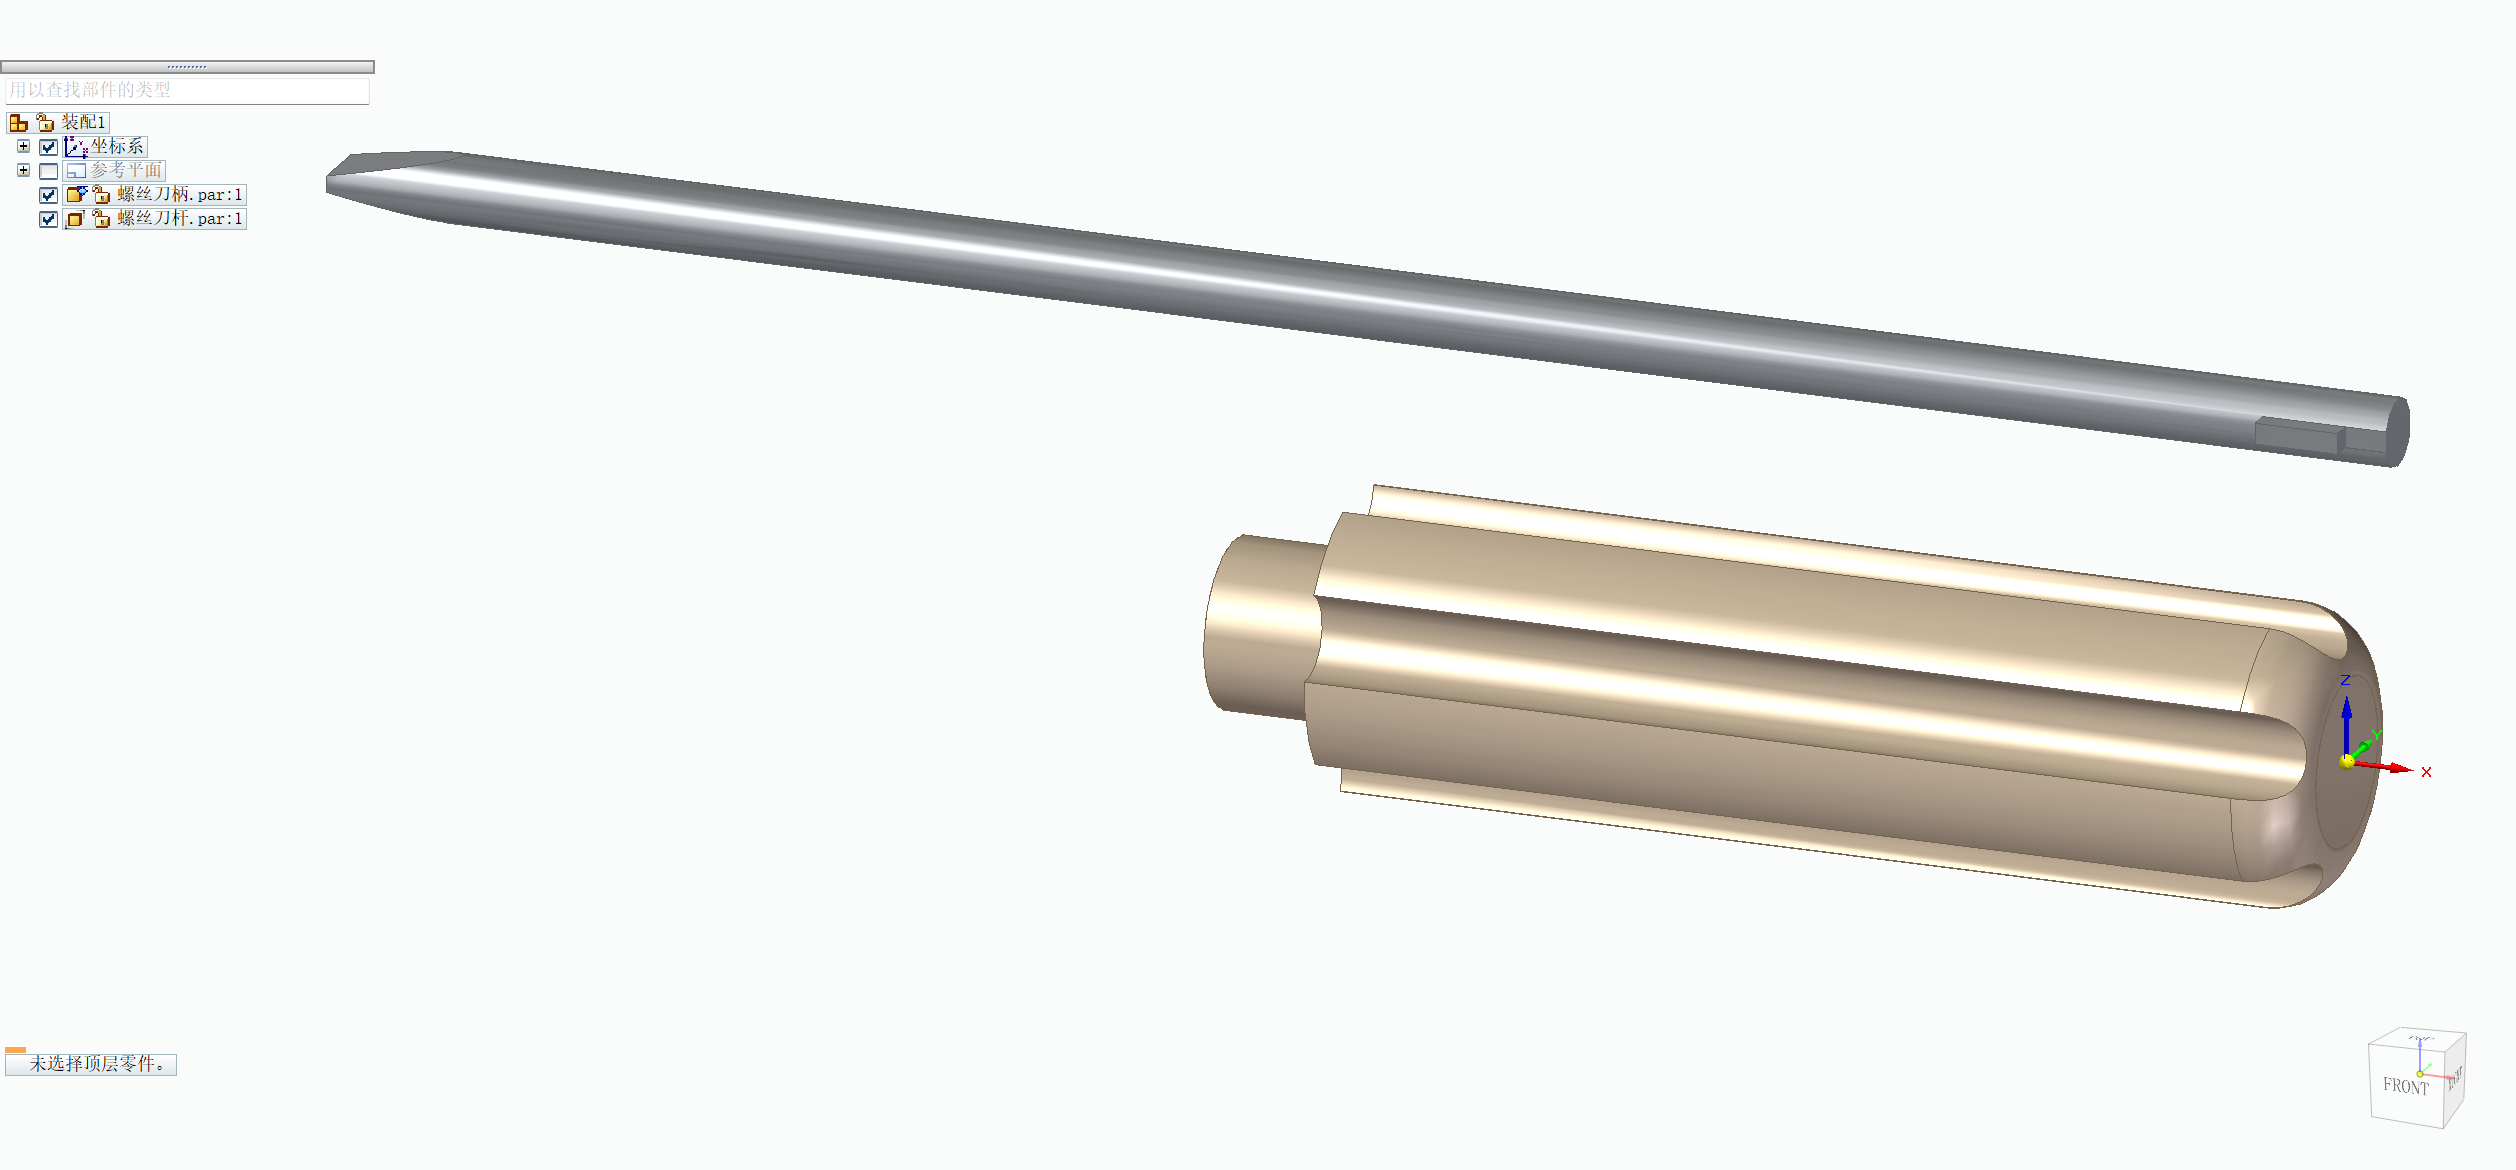 用以查找部件的类型
装配1
坐标系
参考平面
螺丝刀柄.par:1
螺丝刀杆.par:1
Z
Y
X
未选择顶层零件。
TOP
FRONT